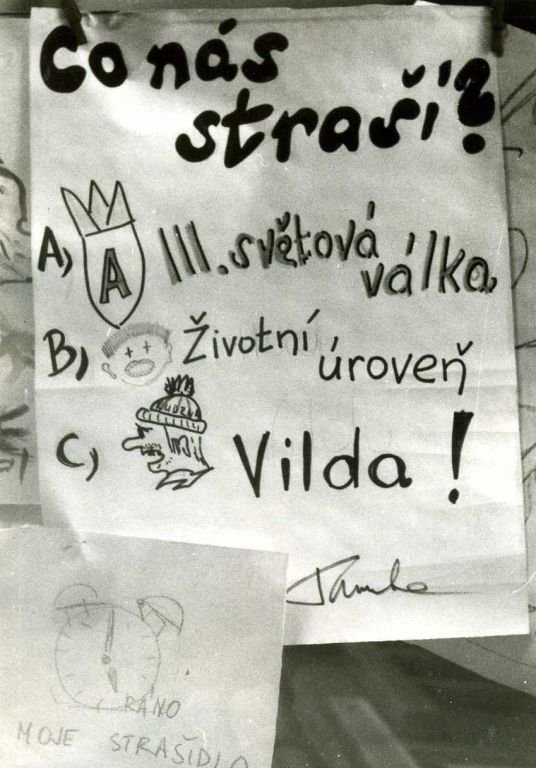 Co nás
straší?
A) A III. světová
válka,
B) Životní
úroveň
C) Vilda!
RÁNO
MOJE STRAŠIDLO